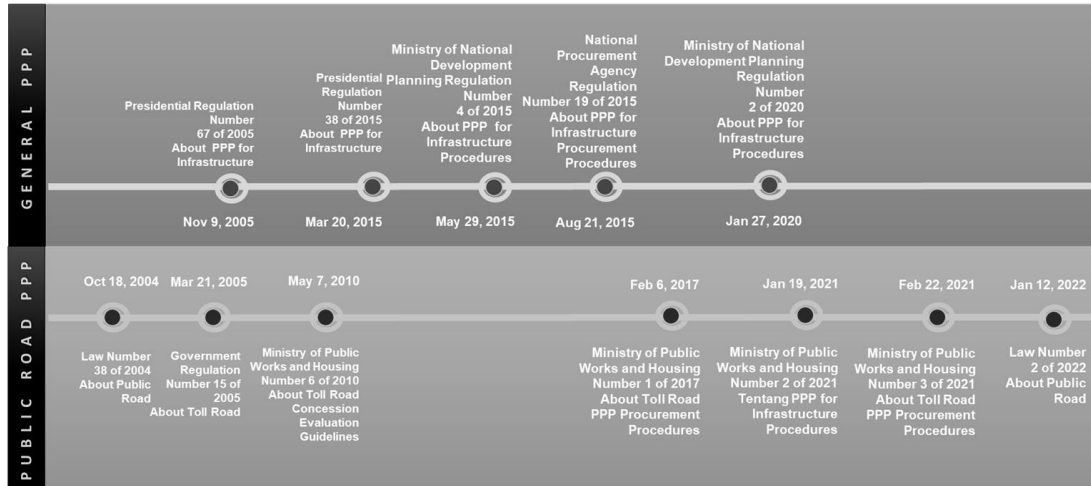 GENERAL PPP
Presidential Regulation
Number
67 of 2005
About PPP for
Infrastructure
Nov 9, 2005
Presidential
Regulation
Number
38 of 2015
About PPP for
Infrastructure
Mar 20, 2015
Ministry of National
Development
Planning Regulation
Number
4 of 2015
About PPP for
Infrastructure
Procedures
May 29, 2015
National
Procurement
Agency
Regulation
Number 19 of 2015
About PPP for
Infrastructure
Procurement
Procedures
Aug 21, 2015
Ministry of National
Development Planning
Regulation
Number
2 of 2020
About PPP for
Infrastructure
Procedures
Jan 27, 2020
PUBLIC ROAD PPP
Oct 18, 2004
Law Number
38 of 2004
About Public
Road
Mar 21, 2005
Government
Regulation
Number 15 of
2005
About Toll Road
May 7, 2010
Ministry of Public
Works and Housing
Number 6 of 2010
About Toll Road
Concession
Evaluation
Guidelines
Feb 6, 2017
Ministry of Public
Works and Housing
Number 1 of 2017
About Toll Road
PPP Procurement
Procedures
Jan 19, 2021
Ministry of Public
Works and Housing
Number 2 of 2021
Tentang PPP for
Infrastructure
Procedures
Feb 22, 2021
Ministry of Public
Works and Housing
Number 3 of 2021
About Toll Road
PPP Procurement
Procedures
Jan 12, 2022
Law Number
2 of 2022
About Public
Road